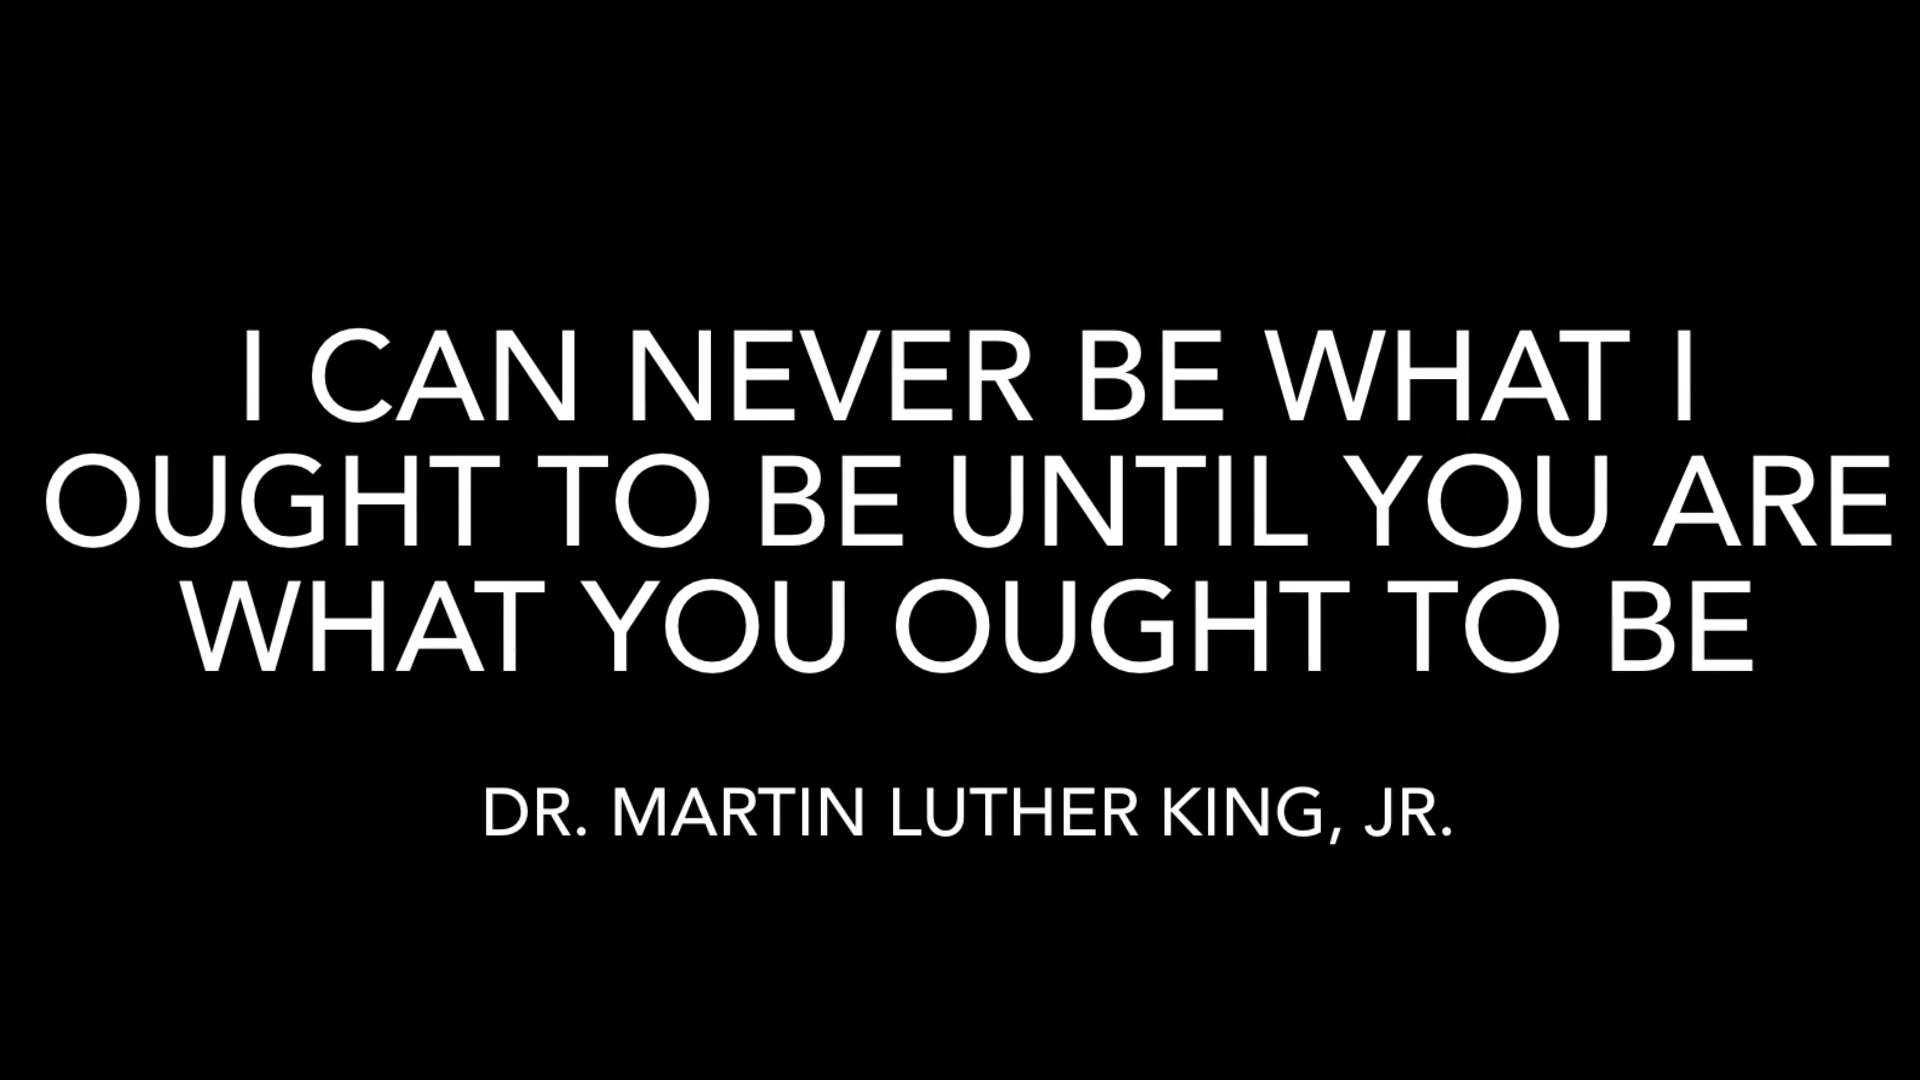 I CAN NEVER BE WHAT I
OUGHT TO BE UNTIL YOU ARE
WHAT YOU OUGHT TO BE
DR. MARTIN LUTHER KING, JR.